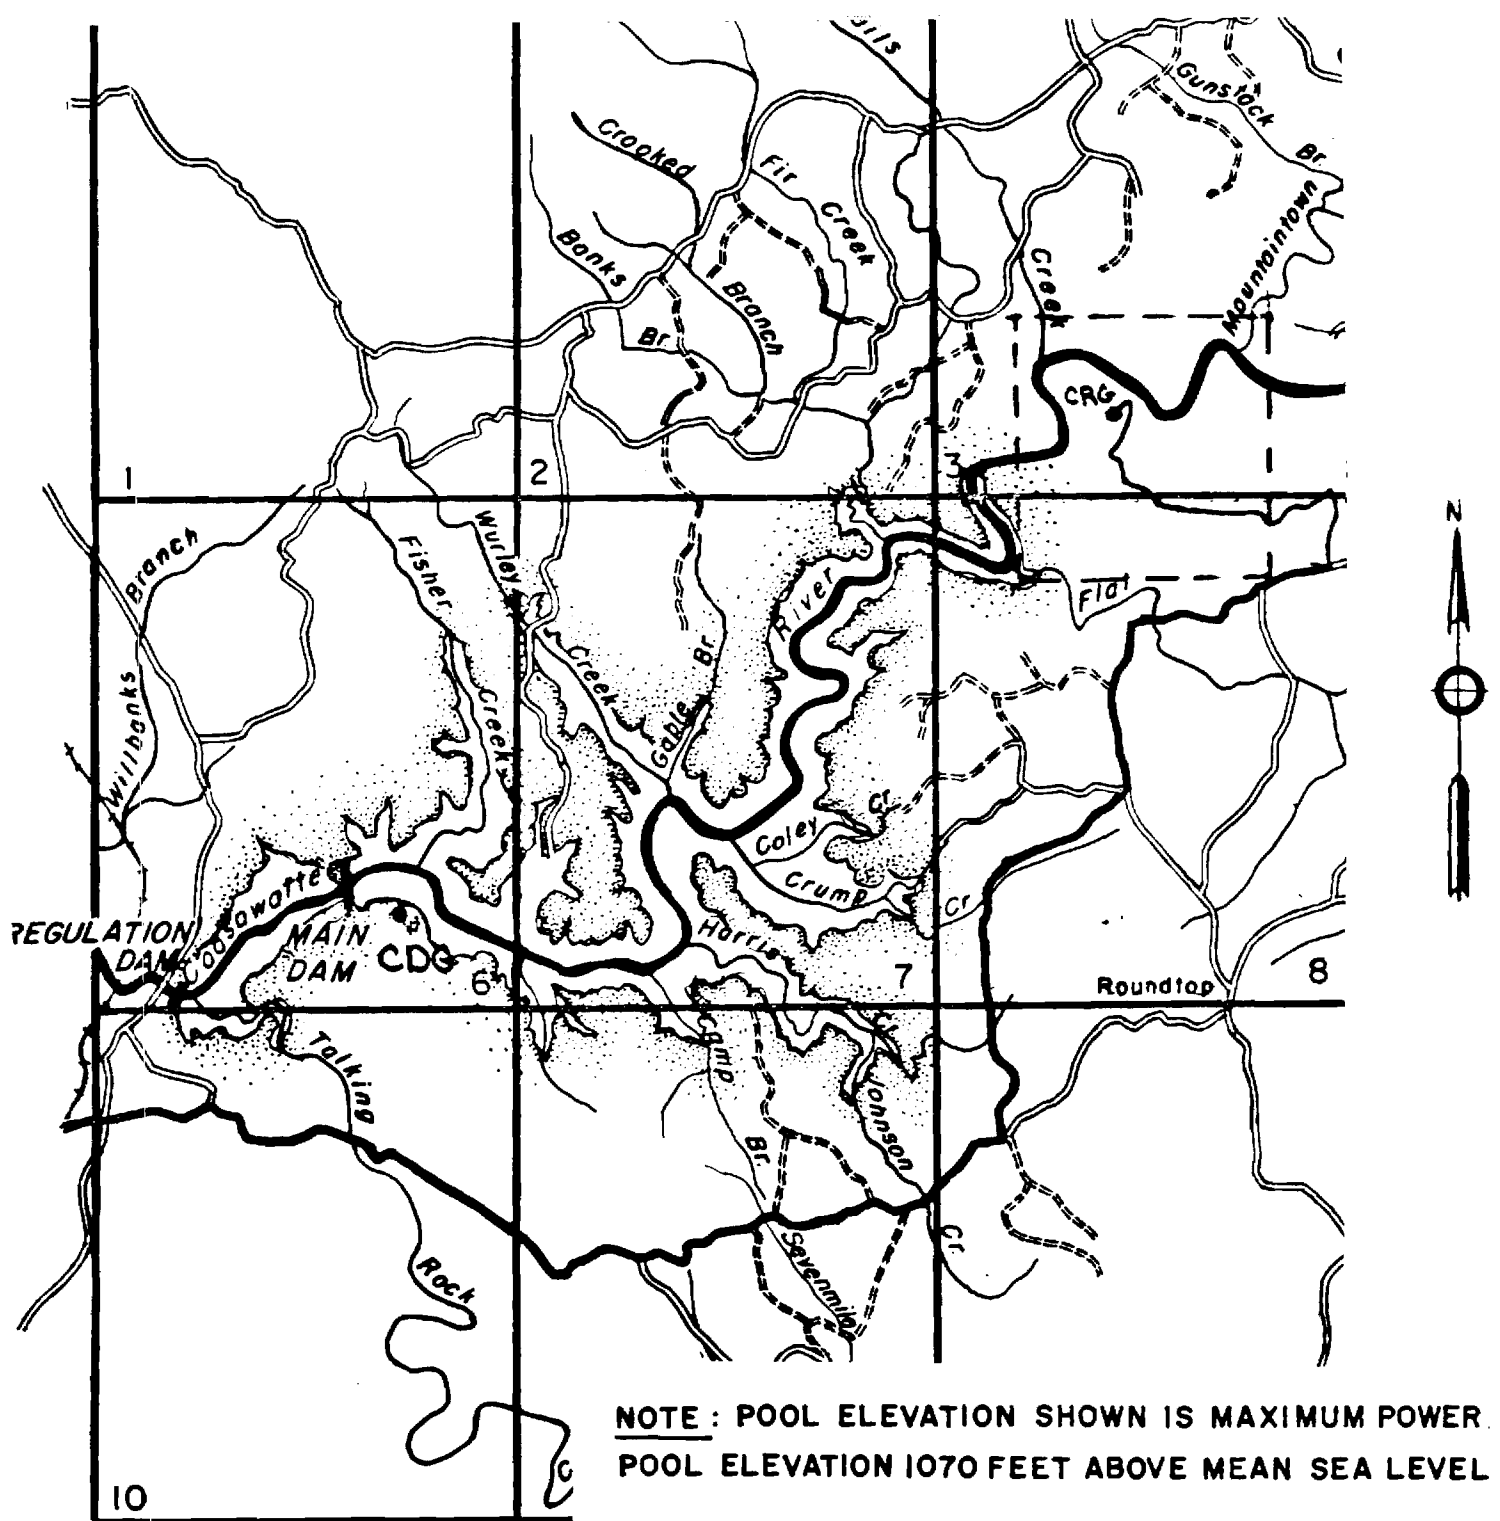 Gunstock
Br.
Crooked
Fir
Creek
Mountaintown
Banks
Branch
Br.
Creek
CRG
1
2
3
N
Branch
Fisher
Wurley
River
Flat
Creek
Br.
Willbanks
Creek
Gable
Coley
Cr.
Crump
Cr.
Coosawattee
REGULATION
DAM
MAIN
DAM
CDG
Harris
6
7
8
Roundtop
Cr.
Talking
Camp
Johnson
Br.
Cr.
Rock
Sevenmile
10
NOTE : POOL ELEVATION SHOWN IS MAXIMUM POWER
POOL ELEVATION 1070 FEET ABOVE MEAN SEA LEVEL